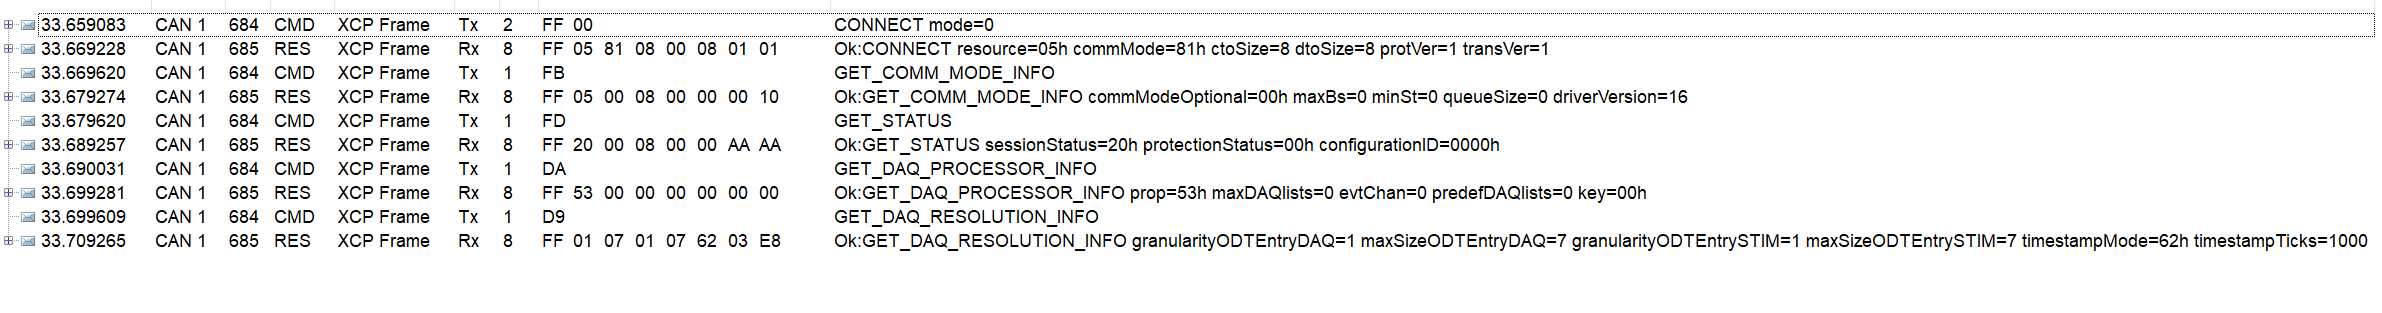 33.659083 CAN 1 684 CMD XCP Frame Tx 2 FF 00 CONNECT mode=0
33.669228 CAN 1 685 RES XCP Frame Rx 8 FF 05 81 08 00 08 01 01 Ok:CONNECT resource=05h commMode=81h ctoSize=8 dtoSize=8 protVer=1 transVer=1
33.669620 CAN 1 684 CMD XCP Frame Tx 1 FB GET_COMM_MODE_INFO
33.679274 CAN 1 685 RES XCP Frame Rx 8 FF 05 00 08 00 00 00 10 Ok:GET_COMM_MODE_INFO commModeOptional=00h maxBs=0 minSt=0 queueSize=0 driverVersion=16
33.679620 CAN 1 684 CMD XCP Frame Tx 1 FD GET_STATUS
33.689257 CAN 1 685 RES XCP Frame Rx 8 FF 20 00 08 00 00 AA AA Ok:GET_STATUS sessionStatus=20h protectionStatus=00h configurationID=0000h
33.690031 CAN 1 684 CMD XCP Frame Tx 1 DA GET_DAQ_PROCESSOR_INFO
33.699281 CAN 1 685 RES XCP Frame Rx 8 FF 53 00 00 00 00 00 00 Ok:GET_DAQ_PROCESSOR_INFO prop=53h maxDAQlists=0 evtChan=0 predefDAQlists=0 key=00h
33.699609 CAN 1 684 CMD XCP Frame Tx 1 D9 GET_DAQ_RESOLUTION_INFO
33.709265 CAN 1 685 RES XCP Frame Rx 8 FF 01 07 01 07 62 03 E8 Ok:GET_DAQ_RESOLUTION_INFO granularityODTEntryDAQ=1 maxSizeODTEntryDAQ=7 granularityODTEntrySTIM=1 maxSizeODTEntrySTIM=7 timestampMode=62h timestampTicks=1000